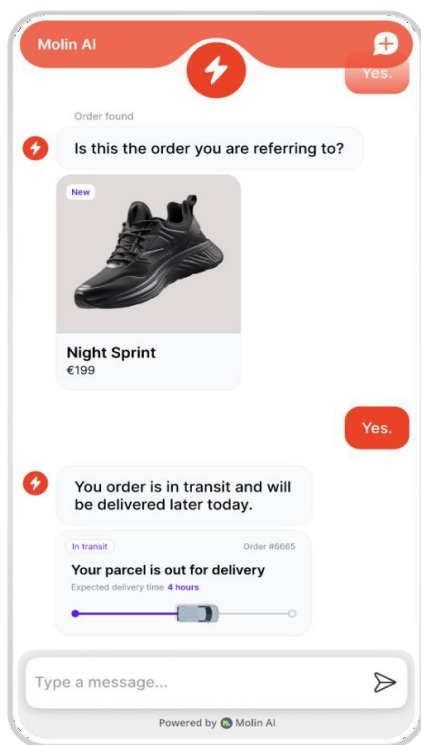 Molin AI
Yes.
Order found
Is this the order you are referring to?
New
Night Sprint
€199
Yes.
You order is in transit and will
be delivered later today.
In transit
Order #6665
Your parcel is out for delivery
Expected delivery time 4 hours
Type a message...
Powered by Molin AI